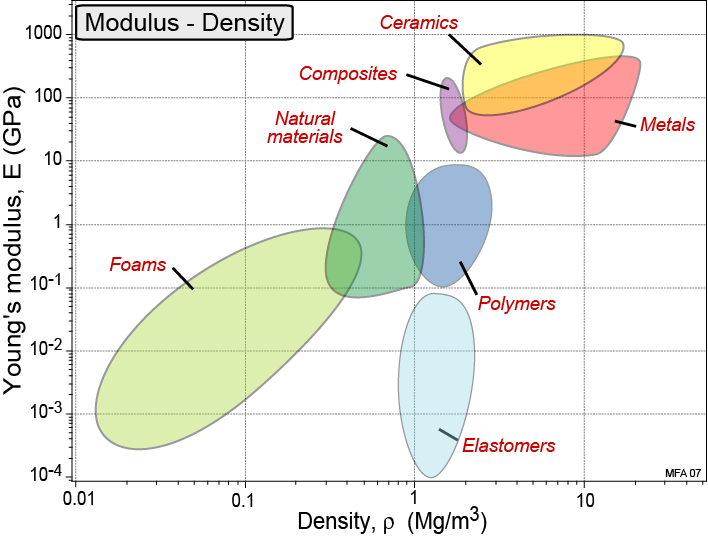 Modulus - Density
Ceramics
Composites
Natural
materials
Metals
Foams
Polymers
Elastomers
MFA 07
Young's modulus, E (GPa)
1000
100
10
1
10⁻¹
10⁻²
10⁻³
10⁻⁴
0.01
0.1
1
10
Density, ρ (Mg/m³)